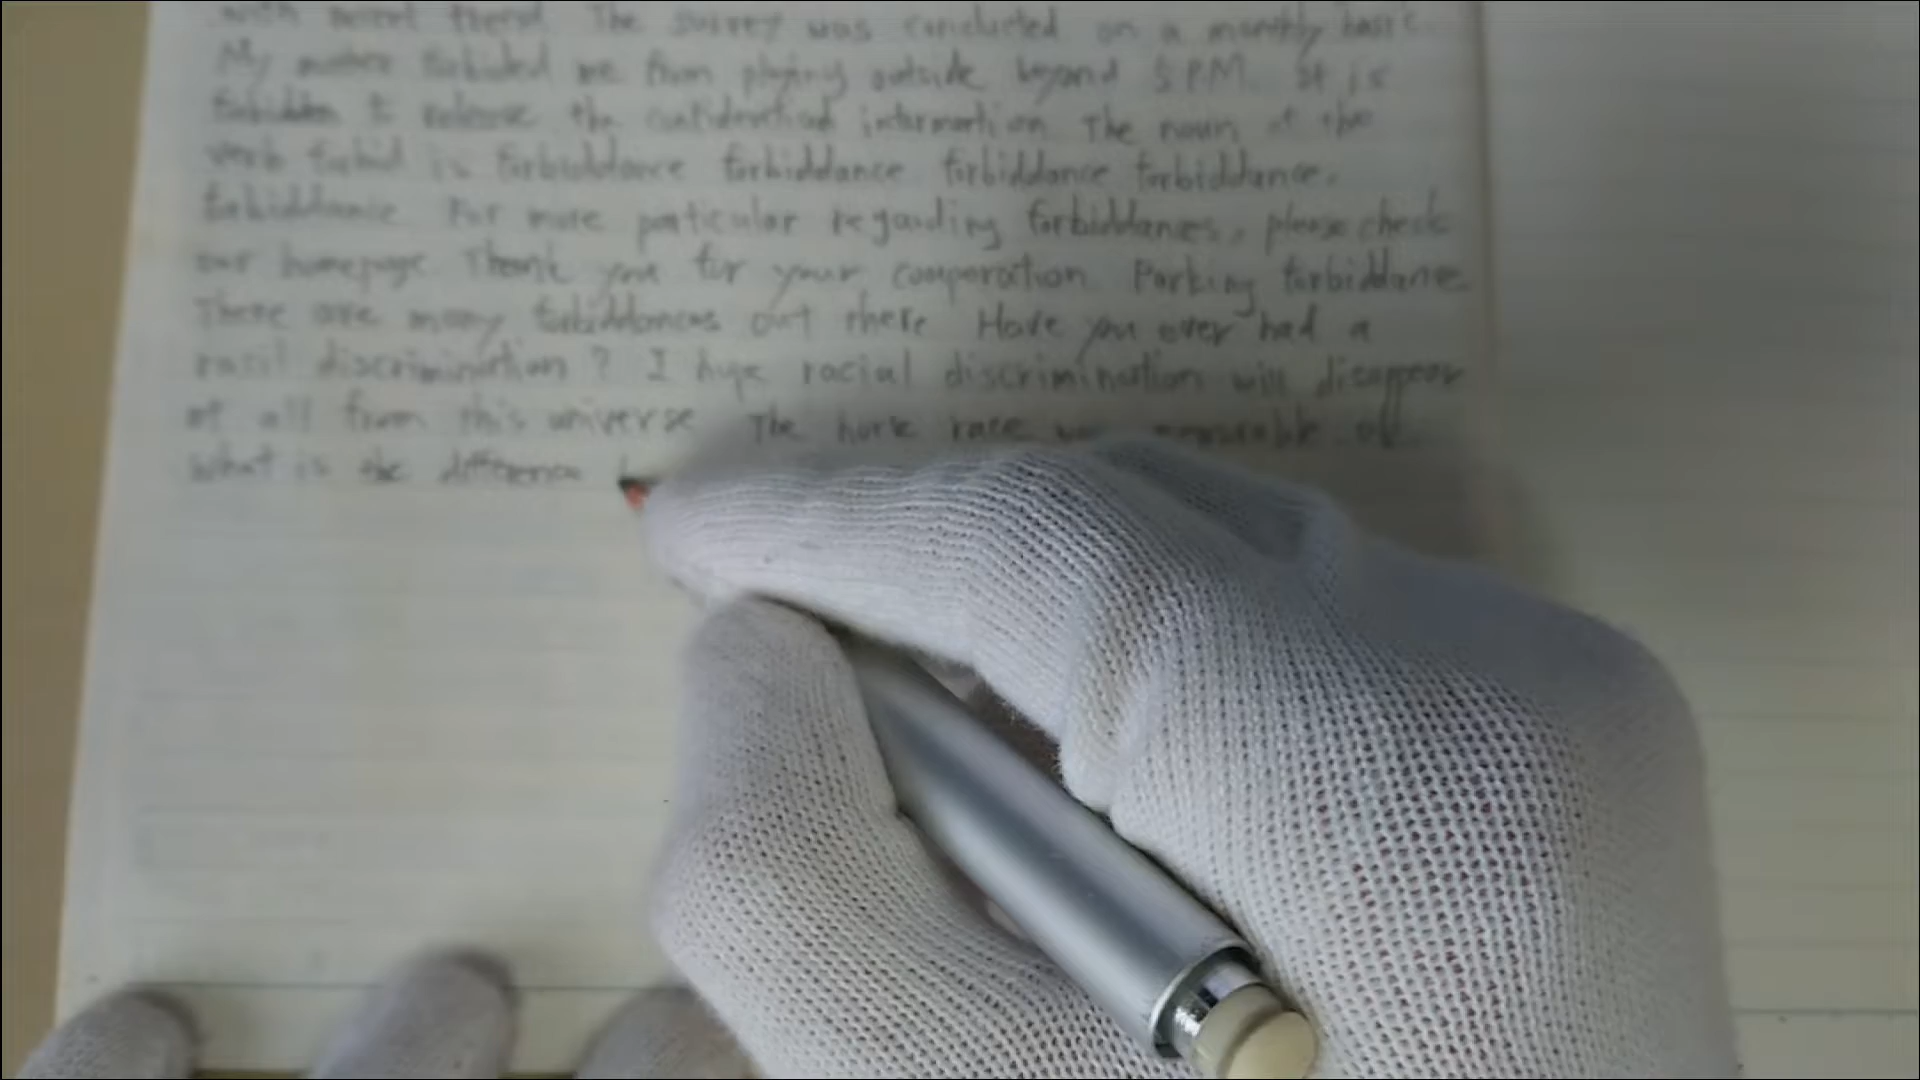 with recent trend The survey was conducted on a monthly basis
My mother forbided me from playing outside beyond 5 P.M. It is
forbidden to release the confidential information The noun of the
verb forbid is forbiddance forbiddance forbiddance forbiddance,
forbiddance For more particular regarding forbiddances, please check
our homepage Thank you for your cooporation Parking forbiddance
There are many forbiddances out there Have you ever had a
racil discrimination ? I hope racial discrimination will disappear
at all from this universe The horse race
What is the difference